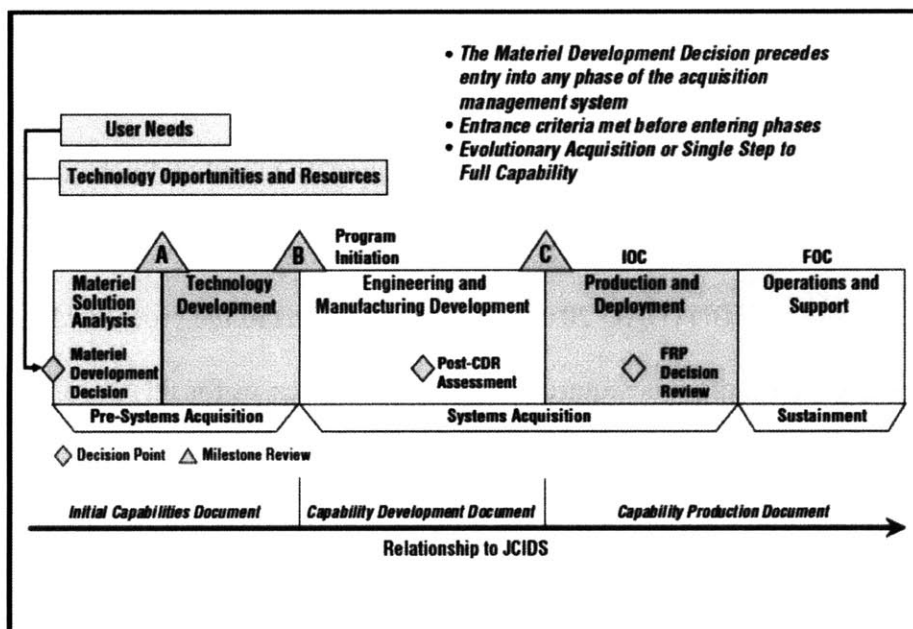 • The Materiel Development Decision precedes
entry into any phase of the acquisition
management system
• Entrance criteria met before entering phases
• Evolutionary Acquisition or Single Step to
Full Capability
User Needs
Technology Opportunities and Resources
A
B
Program
Initiation
C
IOC
FOC
Materiel
Solution
Analysis
Technology
Development
Engineering and
Manufacturing Development
Production and
Deployment
Operations and
Support
Materiel
Development
Decision
Post-CDR
Assessment
FRP
Decision
Review
Pre-Systems Acquisition
Systems Acquisition
Sustainment
Decision Point
Milestone Review
Initial Capabilities Document
Capability Development Document
Capability Production Document
Relationship to JCIDS